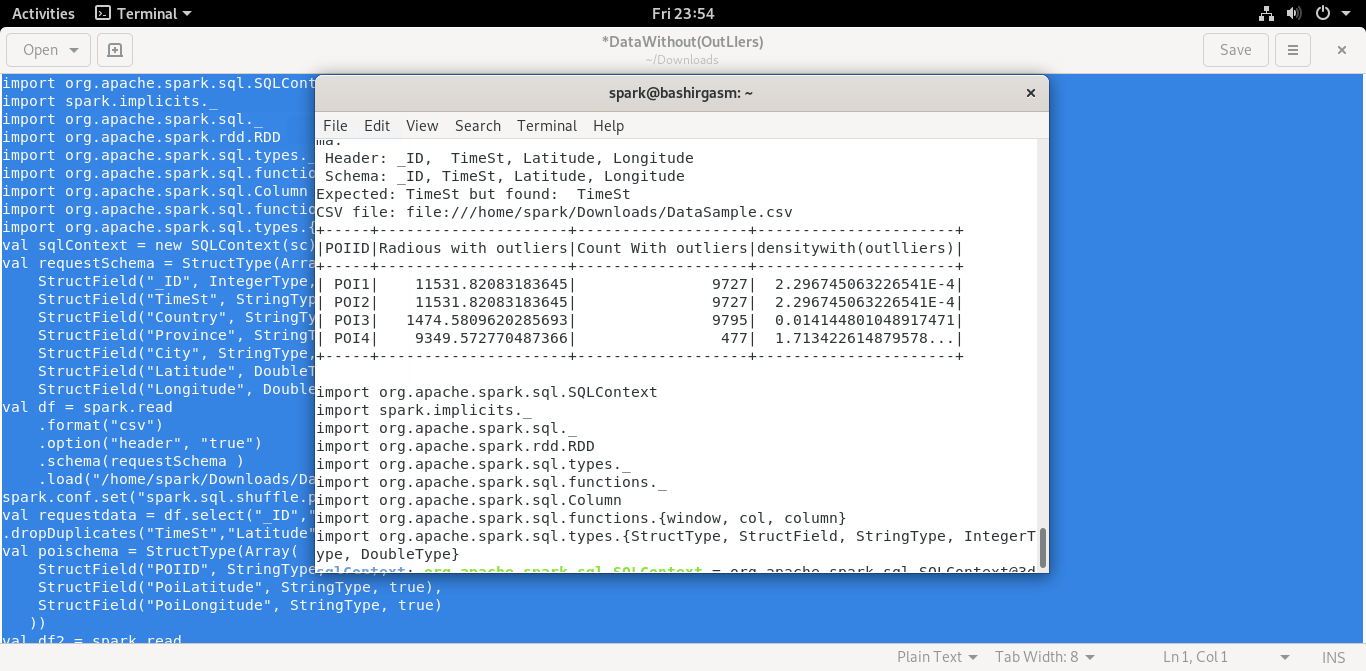 Activities Terminal Fri 23:54
Open *DataWithout(OutLIers) Save
~/Downloads
import org.apache.spark.sql.SQLCont
import spark.implicits._
import org.apache.spark.sql._
import org.apache.spark.rdd.RDD
import org.apache.spark.sql.types._
import org.apache.spark.sql.functio
import org.apache.spark.sql.Column
import org.apache.spark.sql.functio
import org.apache.spark.sql.types.{
val sqlContext = new SQLContext(sc)
val requestSchema = StructType(Arra
    StructField("_ID", IntegerType,
    StructField("TimeSt", StringTyp
    StructField("Country", StringTy
    StructField("Province", StringT
    StructField("City", StringType,
    StructField("Latitude", DoubleT
    StructField("Longitude", Double
val df = spark.read
    .format("csv")
    .option("header", "true")
    .schema(requestSchema )
    .load("/home/spark/Downloads/Da
spark.conf.set("spark.sql.shuffle.p
val requestdata = df.select("_ID","
.dropDuplicates("TimeSt","Latitude"
val poischema = StructType(Array(
    StructField("POIID", StringType,
    StructField("PoiLatitude", StringType, true),
    StructField("PoiLongitude", StringType, true)
   ))
val df2 = spark.read
spark@bashirgasm: ~
File Edit View Search Terminal Help
ma.
 Header: _ID,  TimeSt, Latitude, Longitude
 Schema: _ID, TimeSt, Latitude, Longitude
Expected: TimeSt but found:  TimeSt
CSV file: file:///home/spark/Downloads/DataSample.csv
+-----+---------------------+-------------------+----------------------+
|POIID|Radious with outliers|Count With outliers|densitywith(outlliers)|
+-----+---------------------+-------------------+----------------------+
| POI1|    11531.82083183645|               9727|  2.296745063226541E-4|
| POI2|    11531.82083183645|               9727|  2.296745063226541E-4|
| POI3|   1474.5809620285693|               9795|  0.014144801048917471|
| POI4|    9349.572770487366|                477|  1.713422614879578...|
+-----+---------------------+-------------------+----------------------+
import org.apache.spark.sql.SQLContext
import spark.implicits._
import org.apache.spark.sql._
import org.apache.spark.rdd.RDD
import org.apache.spark.sql.types._
import org.apache.spark.sql.functions._
import org.apache.spark.sql.Column
import org.apache.spark.sql.functions.{window, col, column}
import org.apache.spark.sql.types.{StructType, StructField, StringType, IntegerT
ype, DoubleType}
sqlContext: org.apache.spark.sql.SQLContext = org.apache.spark.sql.SQLContext@3d
Plain Text Tab Width: 8 Ln 1, Col 1 INS